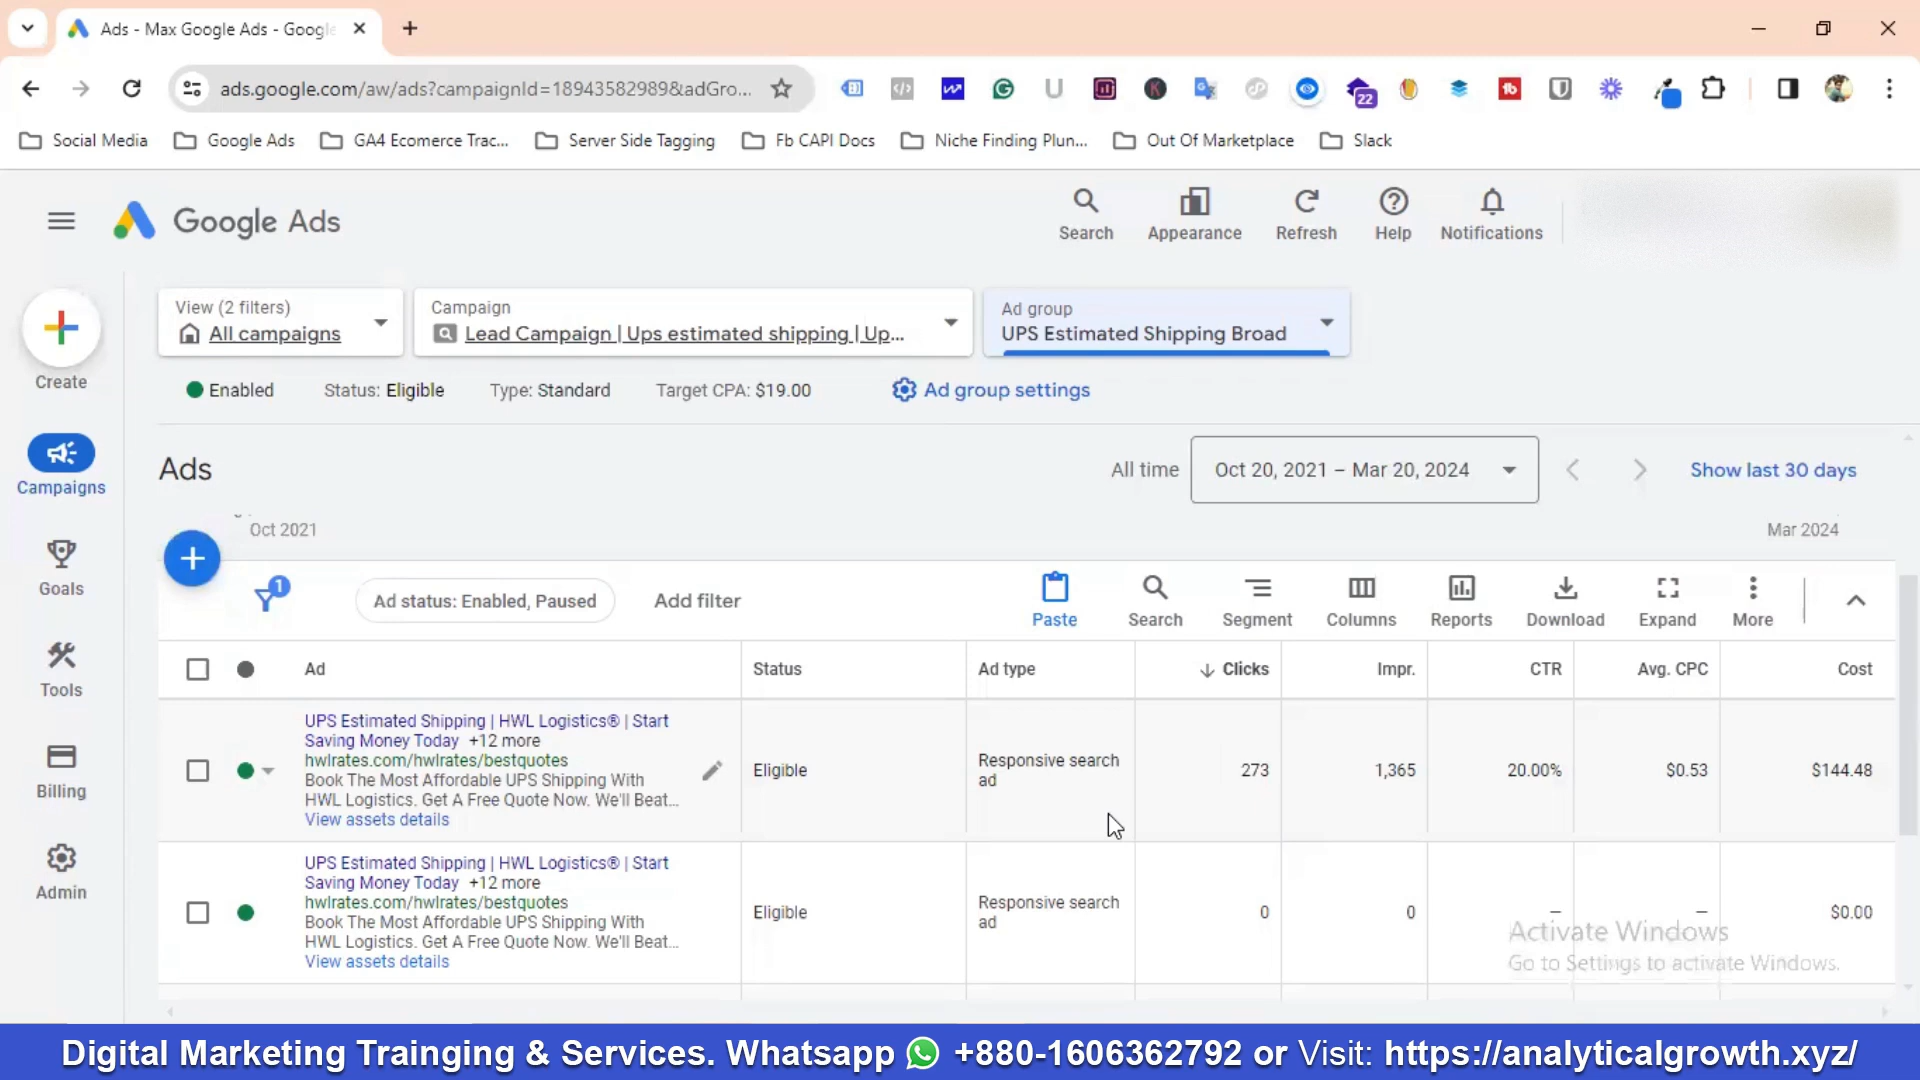 Ads - Max Google Ads - Google
ads.google.com/aw/ads?campaignId=18943582989&adGro...
22
Social Media
Google Ads
GA4 Ecomerce Trac...
Server Side Tagging
Fb CAPI Docs
Niche Finding Plun...
Out Of Marketplace
Slack
Google Ads
Search
Appearance
Refresh
Help
Notifications
Create
Campaigns
Goals
Tools
Billing
Admin
View (2 filters)
All campaigns
Campaign
Lead Campaign | Ups estimated shipping | Up...
Ad group
UPS Estimated Shipping Broad
Enabled
Status: Eligible
Type: Standard
Target CPA: $19.00
Ad group settings
Ads
All time
Oct 20, 2021 – Mar 20, 2024
Show last 30 days
Oct 2021
Mar 2024
1
Ad status: Enabled, Paused
Add filter
Paste
Search
Segment
Columns
Reports
Download
Expand
More
Ad
Status
Ad type
Clicks
Impr.
CTR
Avg. CPC
Cost
UPS Estimated Shipping | HWL Logistics® | Start
Saving Money Today +12 more
hwlrates.com/hwlrates/bestquotes
Book The Most Affordable UPS Shipping With
HWL Logistics. Get A Free Quote Now. We'll Beat...
View assets details
Eligible
Responsive search
ad
273
1,365
20.00%
$0.53
$144.48
UPS Estimated Shipping | HWL Logistics® | Start
Saving Money Today +12 more
hwlrates.com/hwlrates/bestquotes
Book The Most Affordable UPS Shipping With
HWL Logistics. Get A Free Quote Now. We'll Beat...
View assets details
Eligible
Responsive search
ad
0
0
–
–
$0.00
Activate Windows
Go to Settings to activate Windows.
Digital Marketing Trainging & Services. Whatsapp +880-1606362792 or Visit: https://analyticalgrowth.xyz/